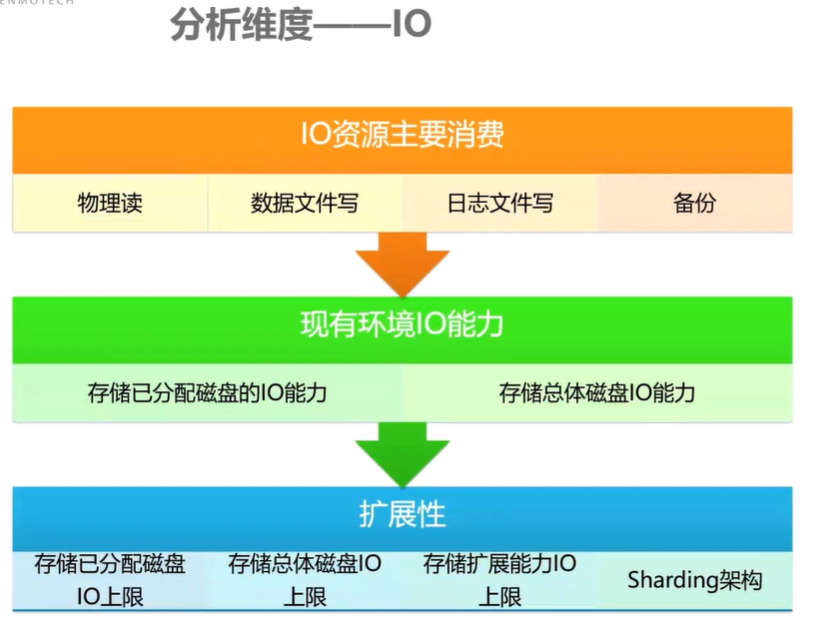 ENMOTECH
分析维度——IO
IO资源主要消费
物理读
数据文件写
日志文件写
备份
现有环境IO能力
存储已分配磁盘的IO能力
存储总体磁盘IO能力
扩展性
存储已分配磁盘
IO上限
存储总体磁盘IO
上限
存储扩展能力IO
上限
Sharding架构